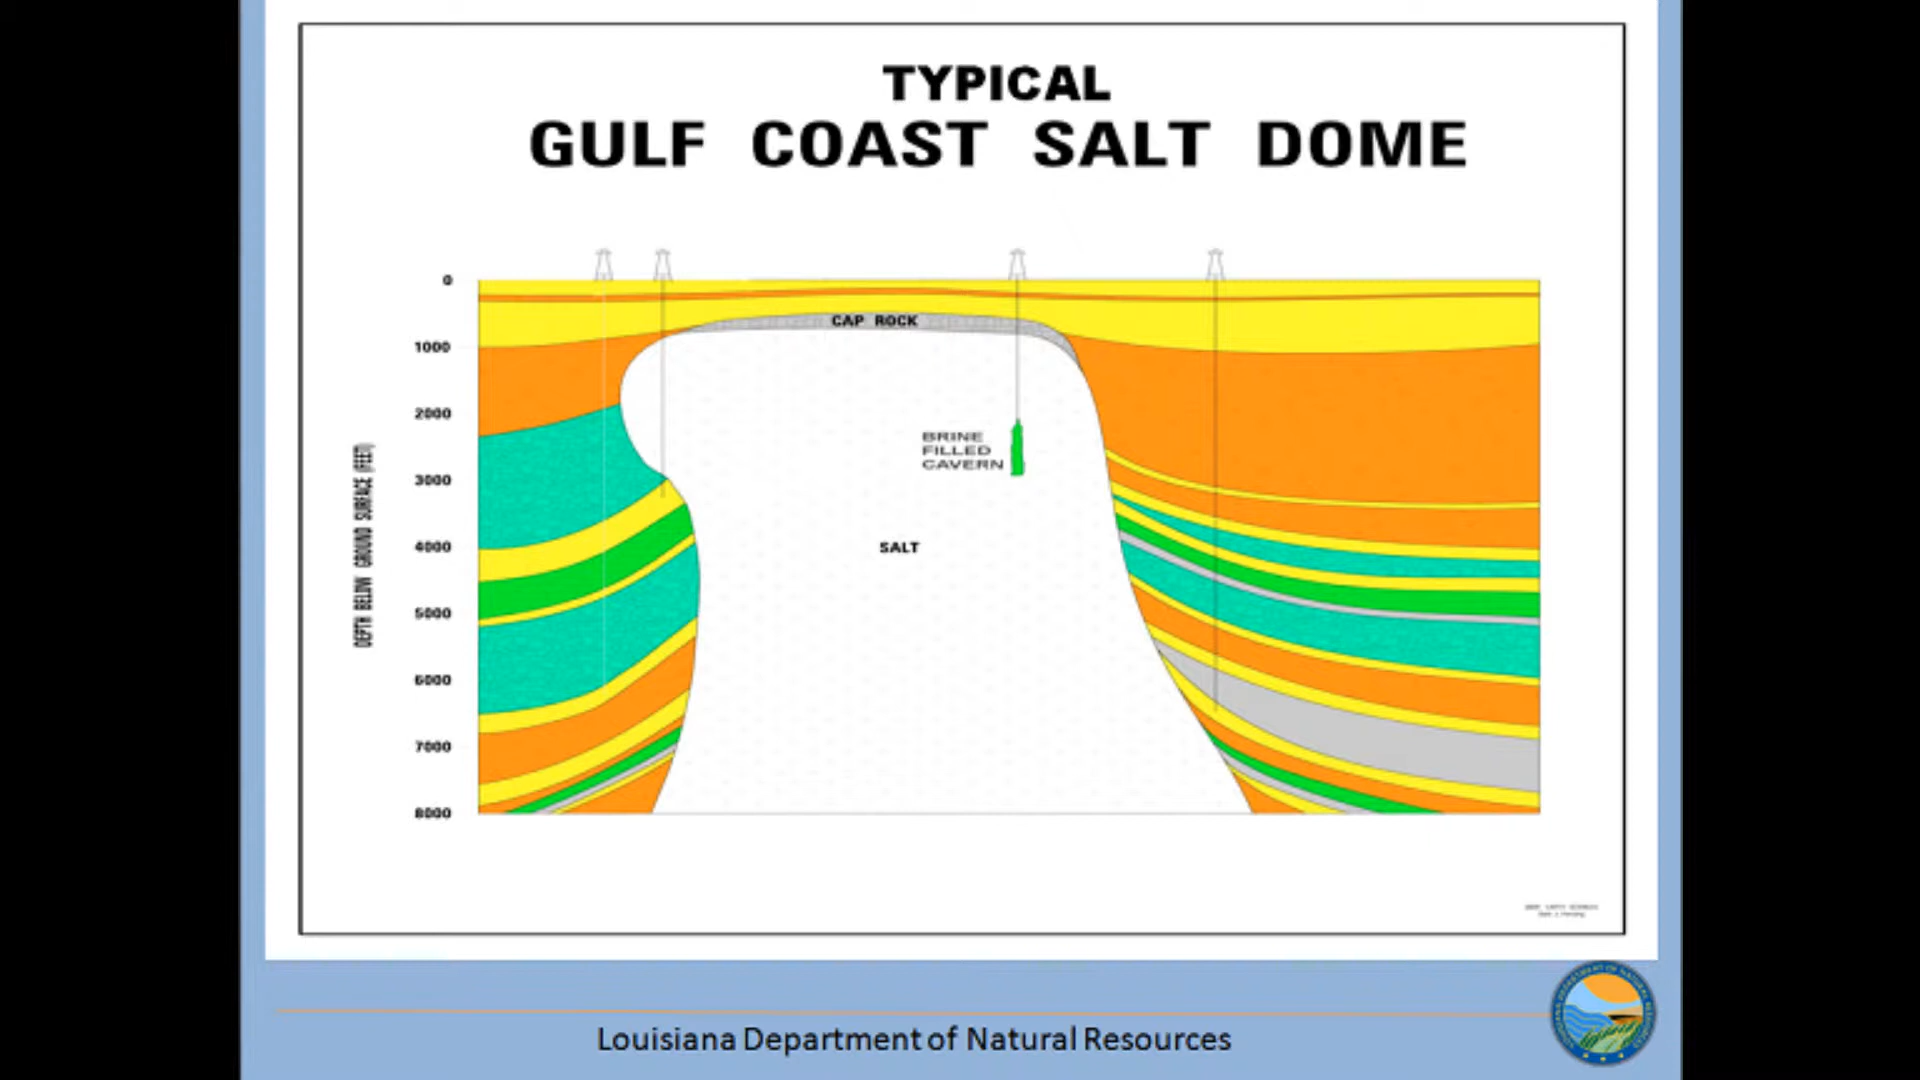 TYPICAL
GULF COAST SALT DOME
0
CAP ROCK
1000
2000
BRINE
FILLED
CAVERN
3000
DEPTH BELOW GROUND SURFACE (FEET)
4000
SALT
5000
6000
7000
8000
Louisiana Department of Natural Resources